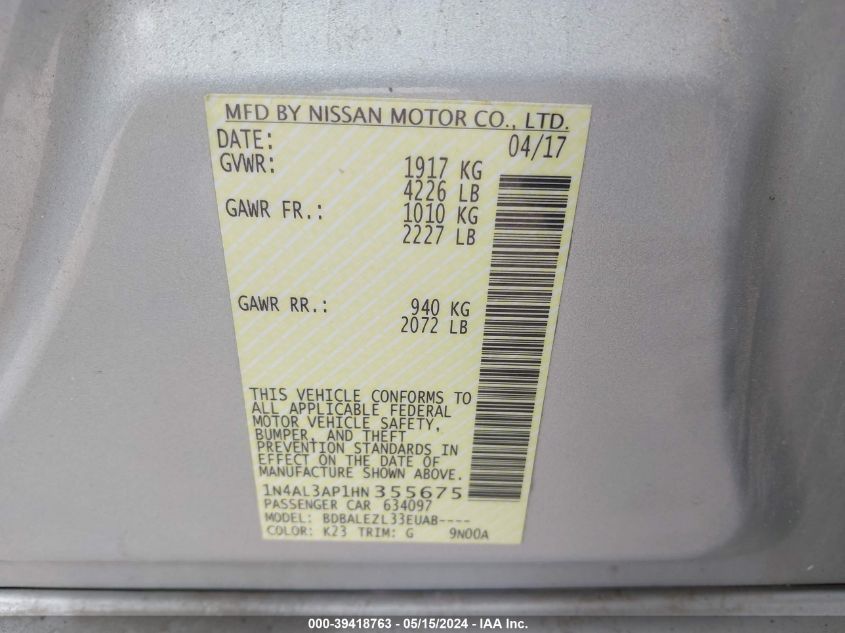 MFD BY NISSAN MOTOR CO., LTD.
DATE: 04/17
GVWR: 1917 KG
4226 LB
GAWR FR.: 1010 KG
2227 LB
GAWR RR.: 940 KG
2072 LB
THIS VEHICLE CONFORMS TO
ALL APPLICABLE FEDERAL
MOTOR VEHICLE SAFETY,
BUMPER, AND THEFT
PREVENTION STANDARDS IN
EFFECT ON THE DATE OF
MANUFACTURE SHOWN ABOVE.
1N4AL3AP1HN 355675
PASSENGER CAR 634097
MODEL: BDBALEZL33EUAB----
COLOR: K23 TRIM: G 9N00A
000-39418763 - 05/15/2024 - IAA Inc.